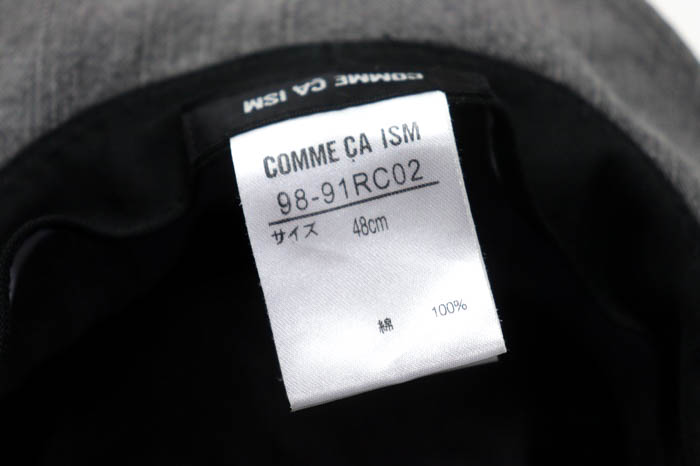 COMME ÇA ISM
COMME ÇA ISM
98-91RC02
サイズ 48cm
綿 100%